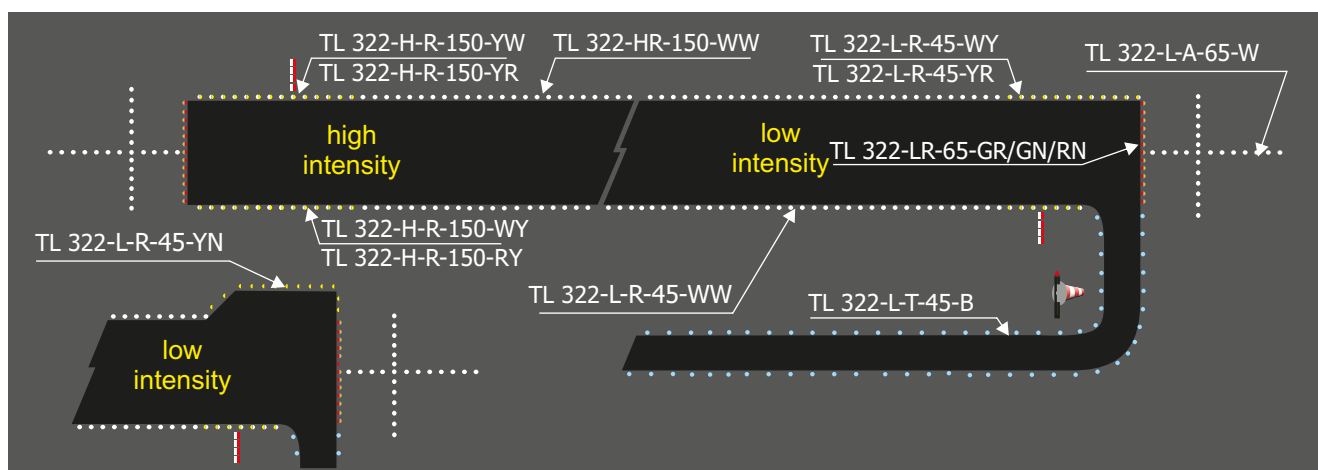 TL 322-H-R-150-YW
TL 322-H-R-150-YR
TL 322-HR-150-WW
TL 322-L-R-45-WY
TL 322-L-R-45-YR
TL 322-L-A-65-W
high
intensity
low
intensity
TL 322-LR-65-GR/GN/RN
TL 322-H-R-150-WY
TL 322-H-R-150-RY
TL 322-L-R-45-YN
TL 322-L-R-45-WW
TL 322-L-T-45-B
low
intensity